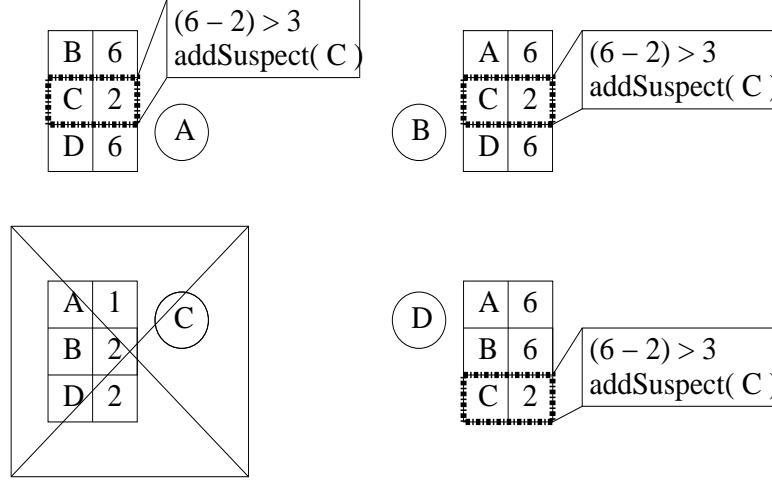 (6 – 2) > 3
addSuspect( C )
B 6
C 2
D 6
A
(6 – 2) > 3
addSuspect( C )
A 6
C 2
D 6
B
A 1
B 2
D 2
C
D
A 6
B 6
C 2
(6 – 2) > 3
addSuspect( C )